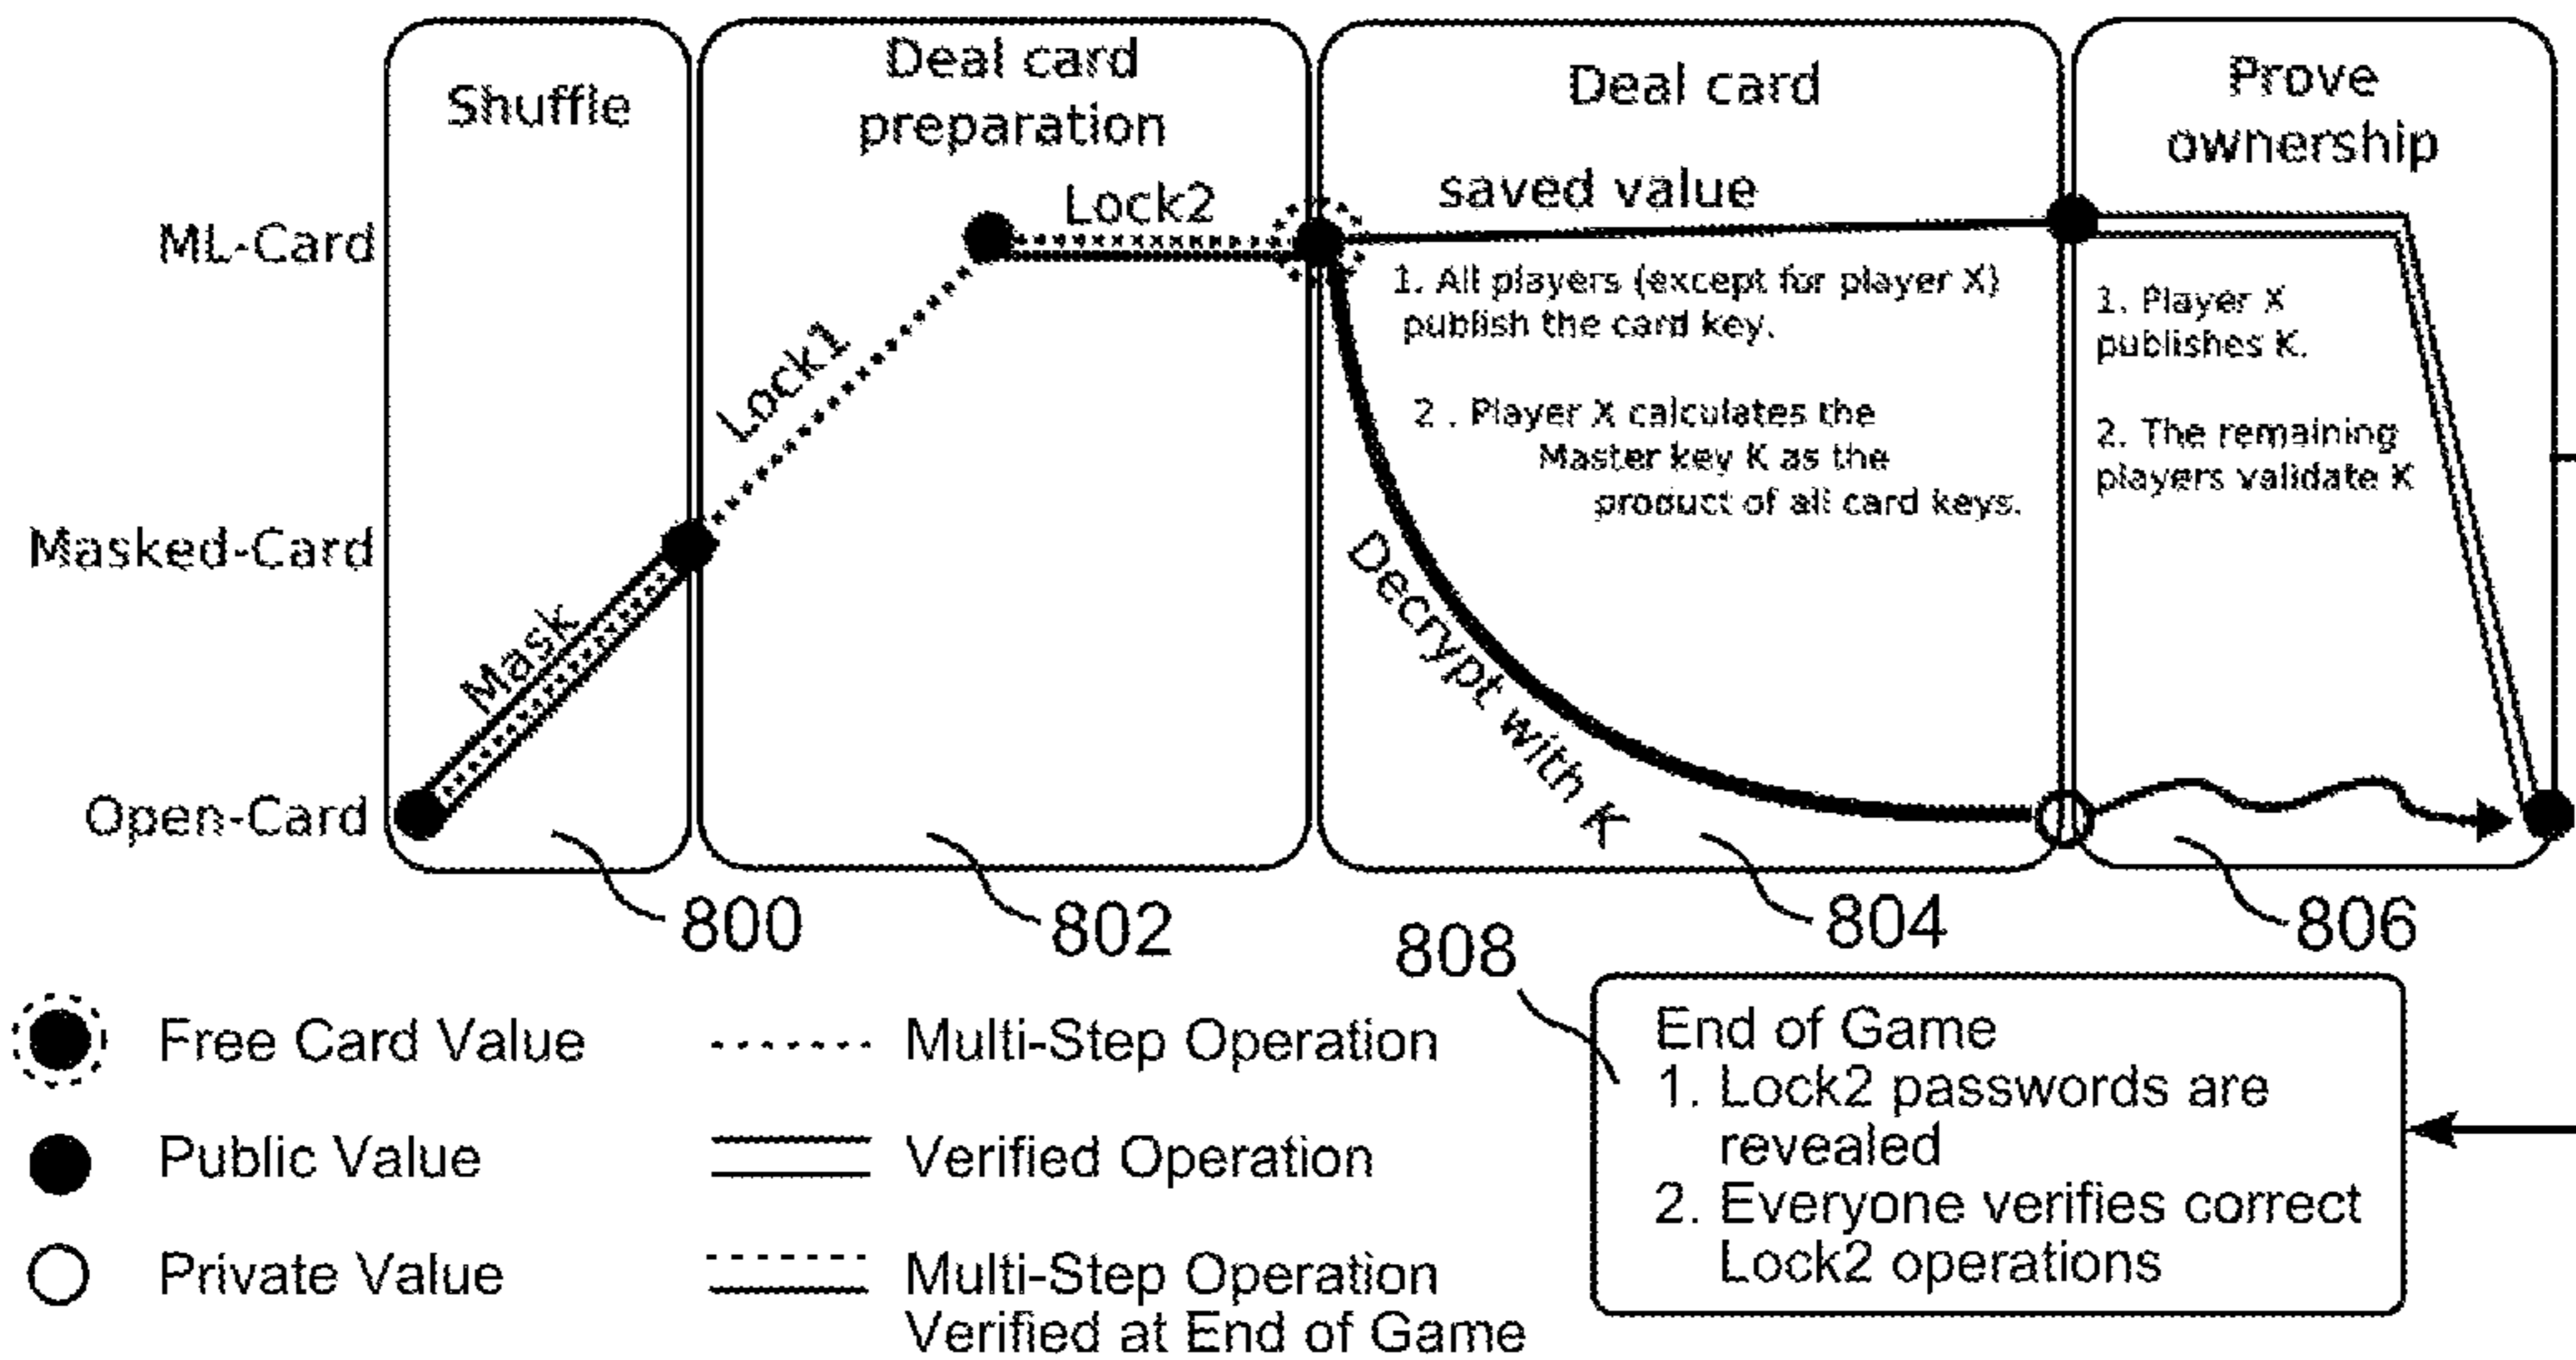 Shuffle
Deal card
preparation
Deal card
Prove
ownership
ML-Card
Masked-Card
Open-Card
Mask
Lock1
Lock2
saved value
1. All players (except for player X)
publish the card key.
2 . Player X calculates the
Master key K as the
product of all card keys.
Decrypt with K
1. Player X
publishes K.
2. The remaining
players validate K
800
802
804
806
808
Free Card Value
Public Value
Private Value
Multi-Step Operation
Verified Operation
Multi-Step Operation
Verified at End of Game
End of Game
1. Lock2 passwords are
revealed
2. Everyone verifies correct
Lock2 operations